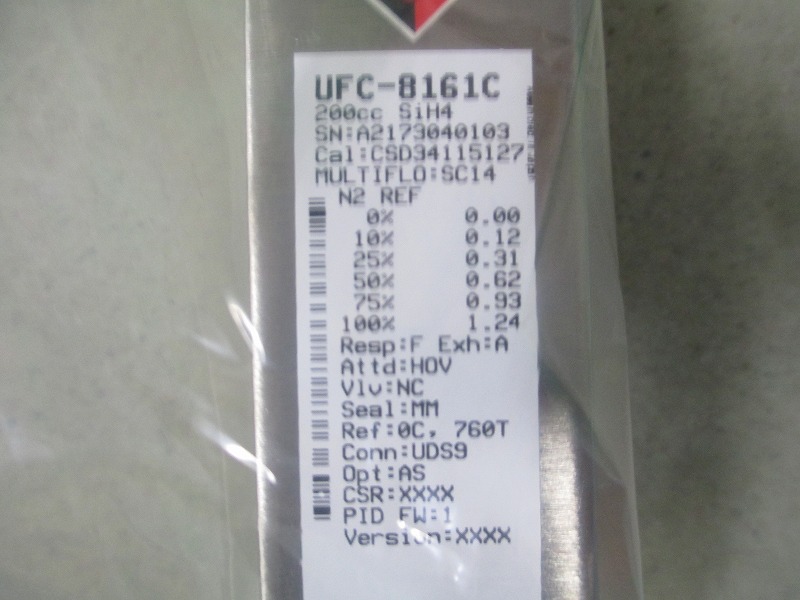 UFC-8161C
200cc SiH4
SN:A2173040103
Cal:CSD34115127
MULTIFLO:SC14
N2 REF
0% 0.00
10% 0.12
25% 0.31
50% 0.62
75% 0.93
100% 1.24
Resp:F Exh:A
Attd:HOV
Vlv:NC
Seal:MM
Ref:0C, 760T
Conn:UDS9
Opt:AS
CSR:XXXX
PID FW:1
Version:XXXX